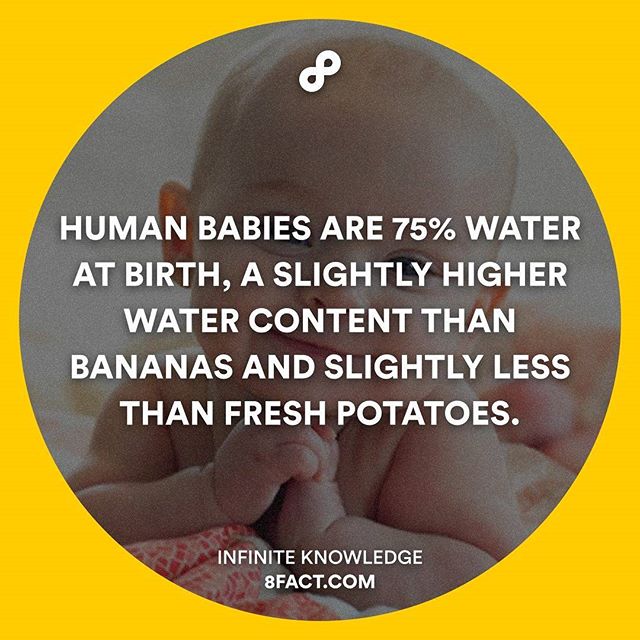 HUMAN BABIES ARE 75% WATER
AT BIRTH, A SLIGHTLY HIGHER
WATER CONTENT THAN
BANANAS AND SLIGHTLY LESS
THAN FRESH POTATOES.
INFINITE KNOWLEDGE
8FACT.COM